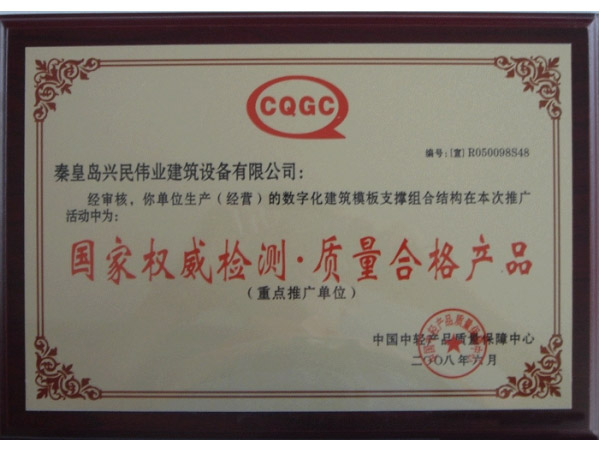 CQGC
编号:[宣]R050098S48
秦皇岛兴民伟业建筑设备有限公司:
经审核，你单位生产（经营）的数字化建筑模板支撑组合结构在本次推广
活动中为:
国家权威检测·质量合格产品
（重点推广单位）
中国中轻产品质量保障中心
二〇〇八年六月